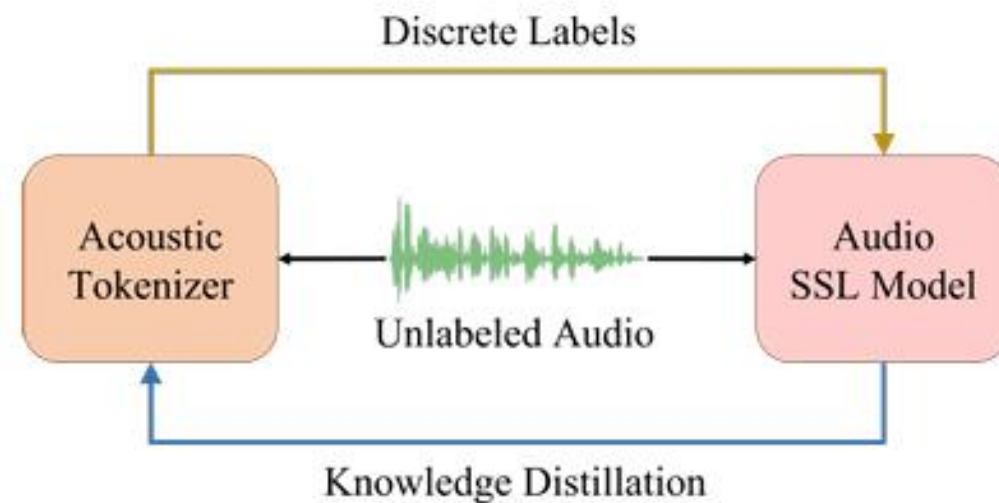 Discrete Labels
Acoustic
Tokenizer
Unlabeled Audio
Audio
SSL Model
Knowledge Distillation